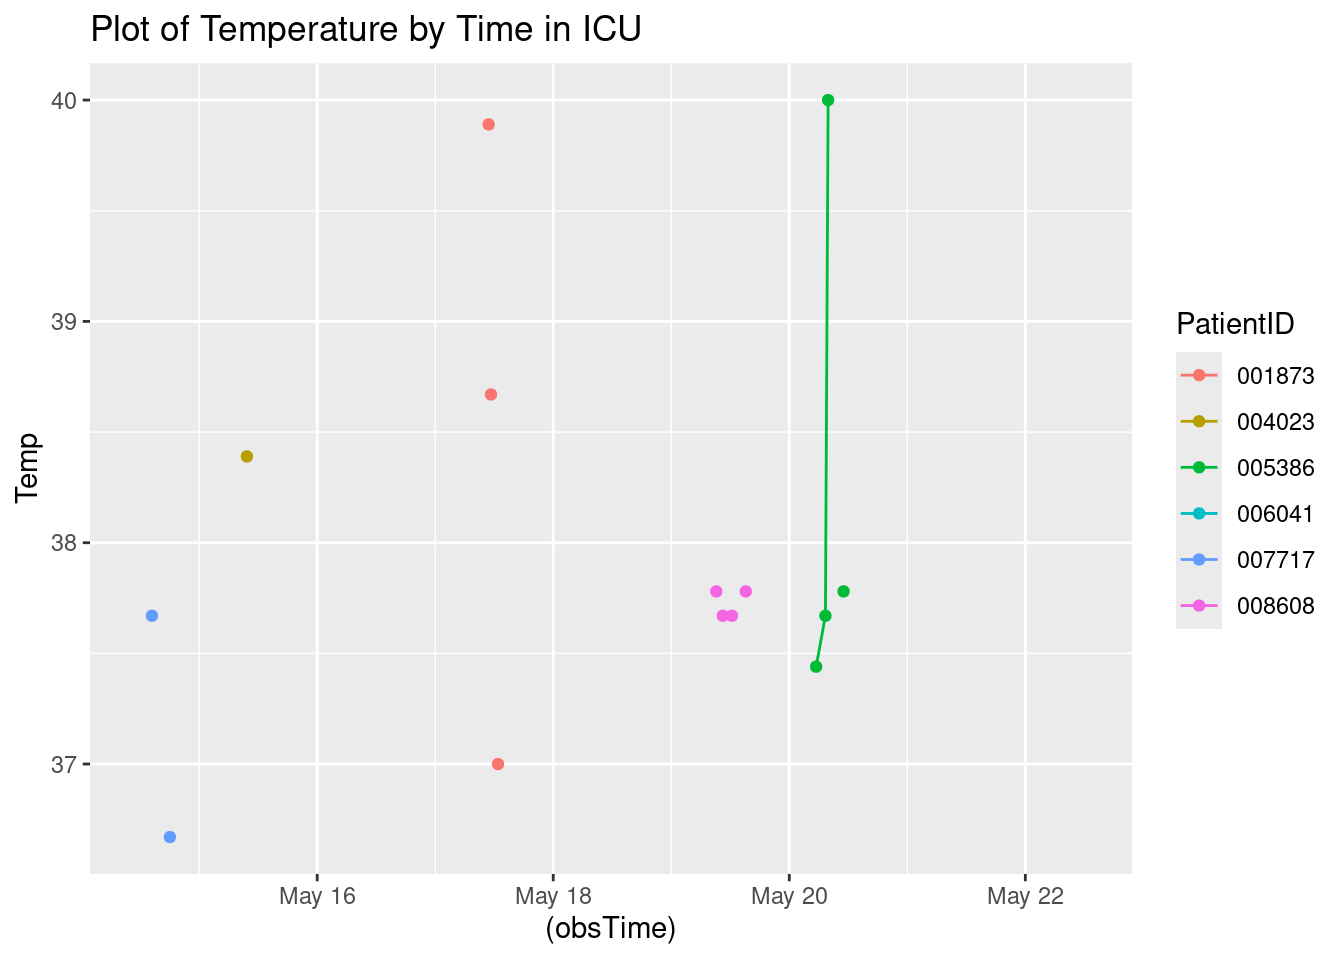 Plot of Temperature by Time in ICU
40
39
38
37
Temp
May 16
May 18
May 20
May 22
(obsTime)
PatientID
001873
004023
005386
006041
007717
008608